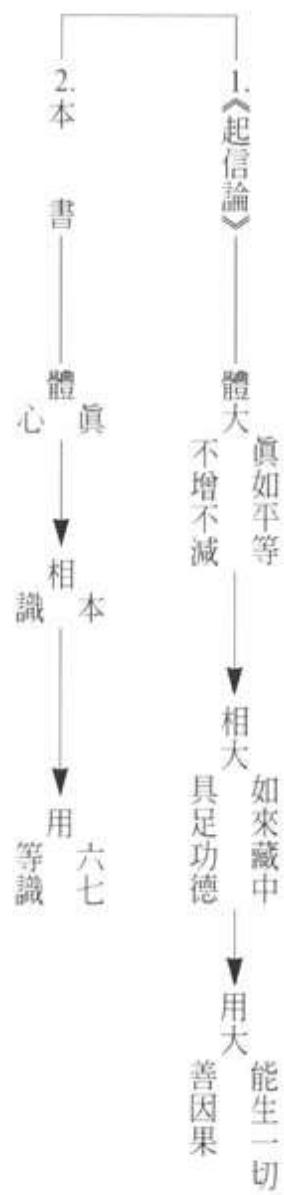 1.《起信論》
體大
眞如平等
不增不減
相大
如來藏中
具足功德
用大
能生一切
善因果
2.本　書
體
眞
心
相
本
識
用
六七
等識